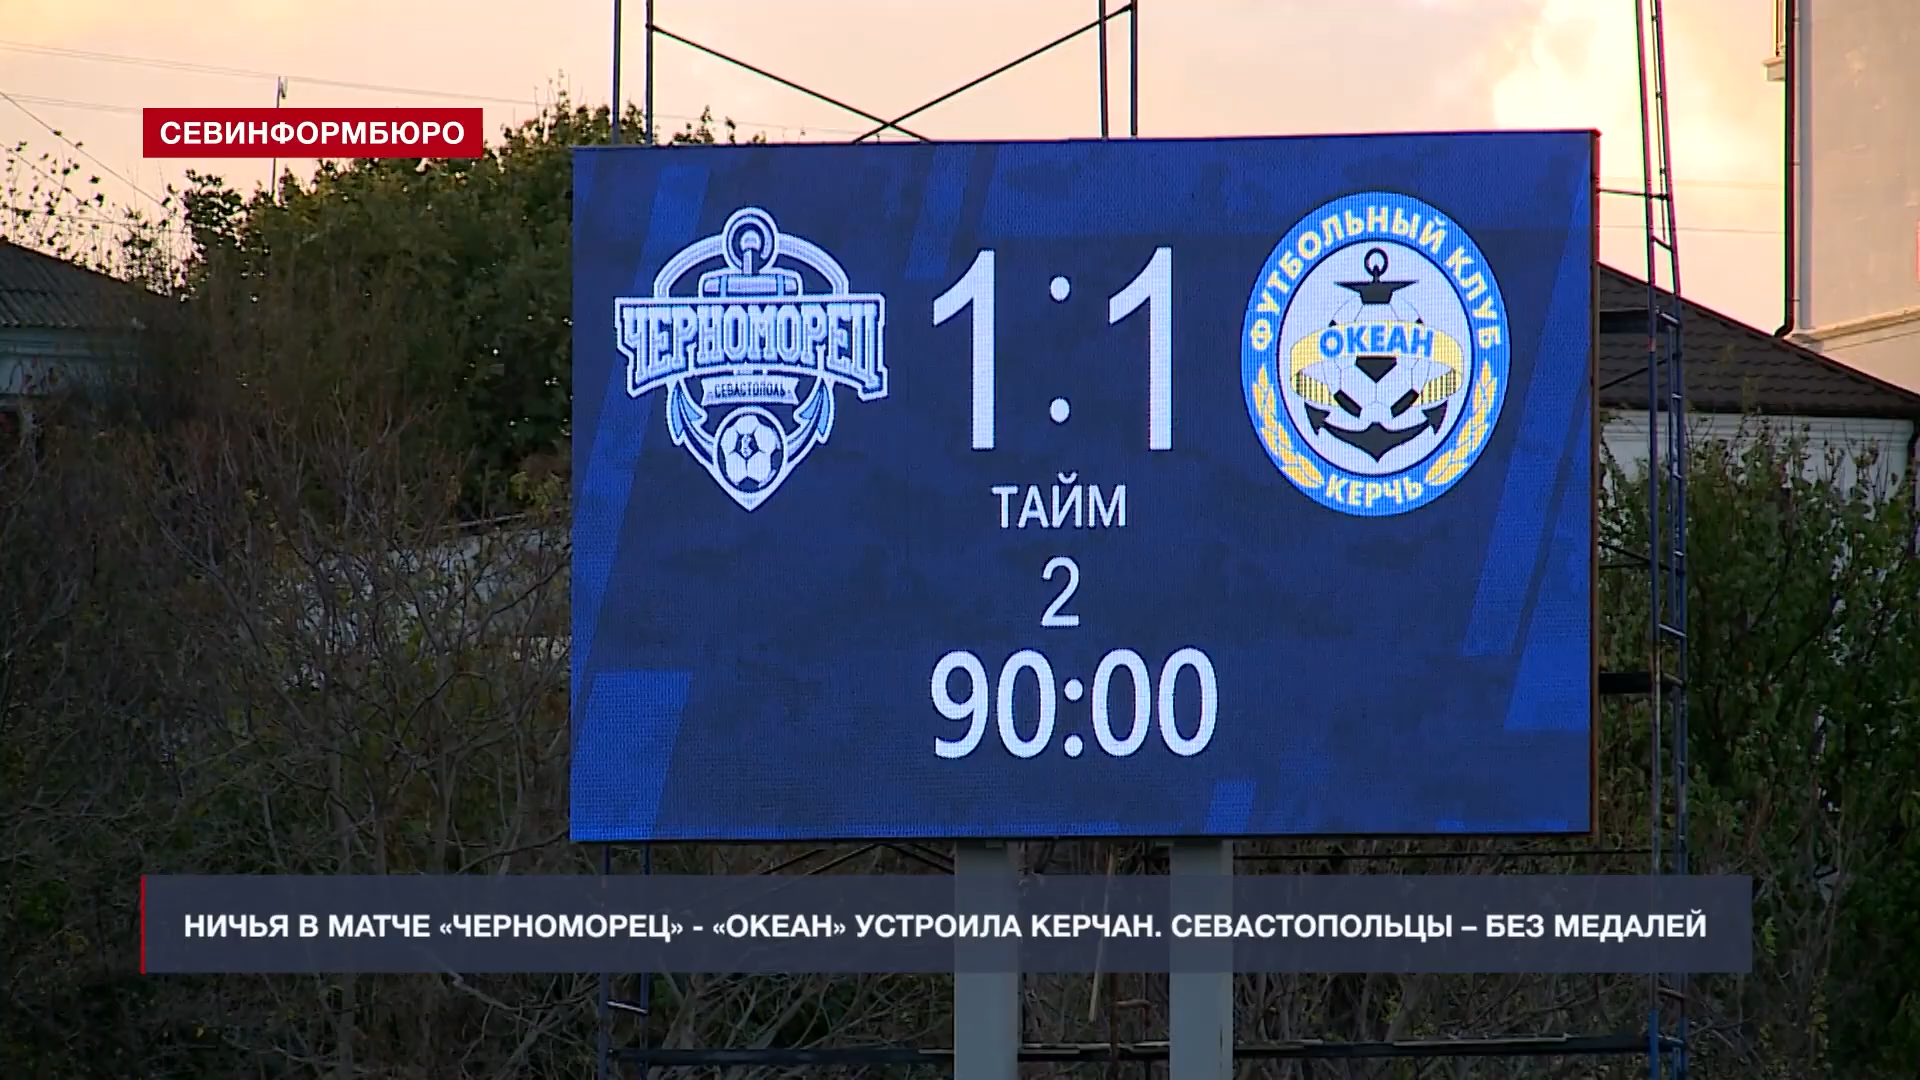 СЕВИНФОРМБЮРО
ЧЕРНОМОРЕЦ
СЕВАСТОПОЛЬ
1:1
ФУТБОЛЬНЫЙ КЛУБ
ОКЕАН
КЕРЧЬ
ТАЙМ
2
90:00
НИЧЬЯ В МАТЧЕ «ЧЕРНОМОРЕЦ» - «ОКЕАН» УСТРОИЛА КЕРЧАН. СЕВАСТОПОЛЬЦЫ – БЕЗ МЕДАЛЕЙ